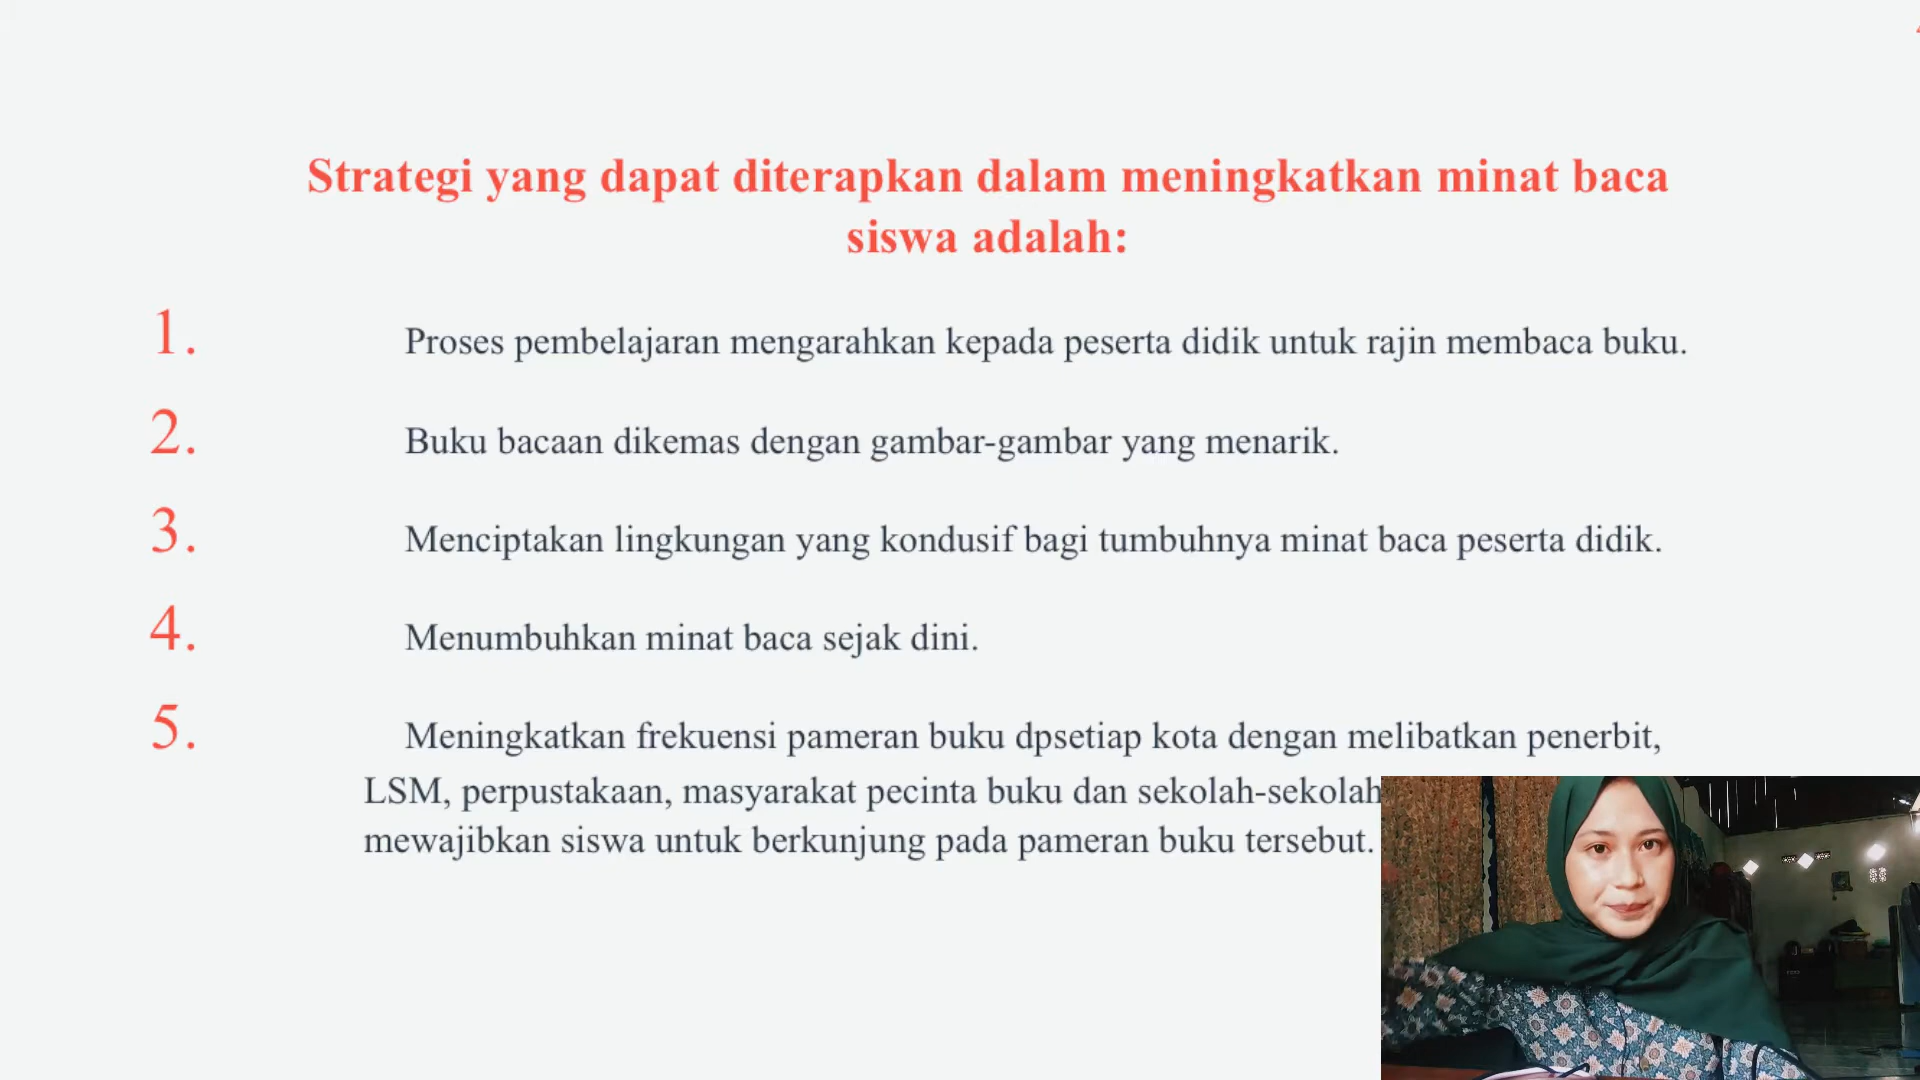 Strategi yang dapat diterapkan dalam meningkatkan minat baca
siswa adalah:
1. Proses pembelajaran mengarahkan kepada peserta didik untuk rajin membaca buku.
2. Buku bacaan dikemas dengan gambar-gambar yang menarik.
3. Menciptakan lingkungan yang kondusif bagi tumbuhnya minat baca peserta didik.
4. Menumbuhkan minat baca sejak dini.
5. Meningkatkan frekuensi pameran buku dpsetiap kota dengan melibatkan penerbit,
LSM, perpustakaan, masyarakat pecinta buku dan sekolah-sekolah
mewajibkan siswa untuk berkunjung pada pameran buku tersebut.